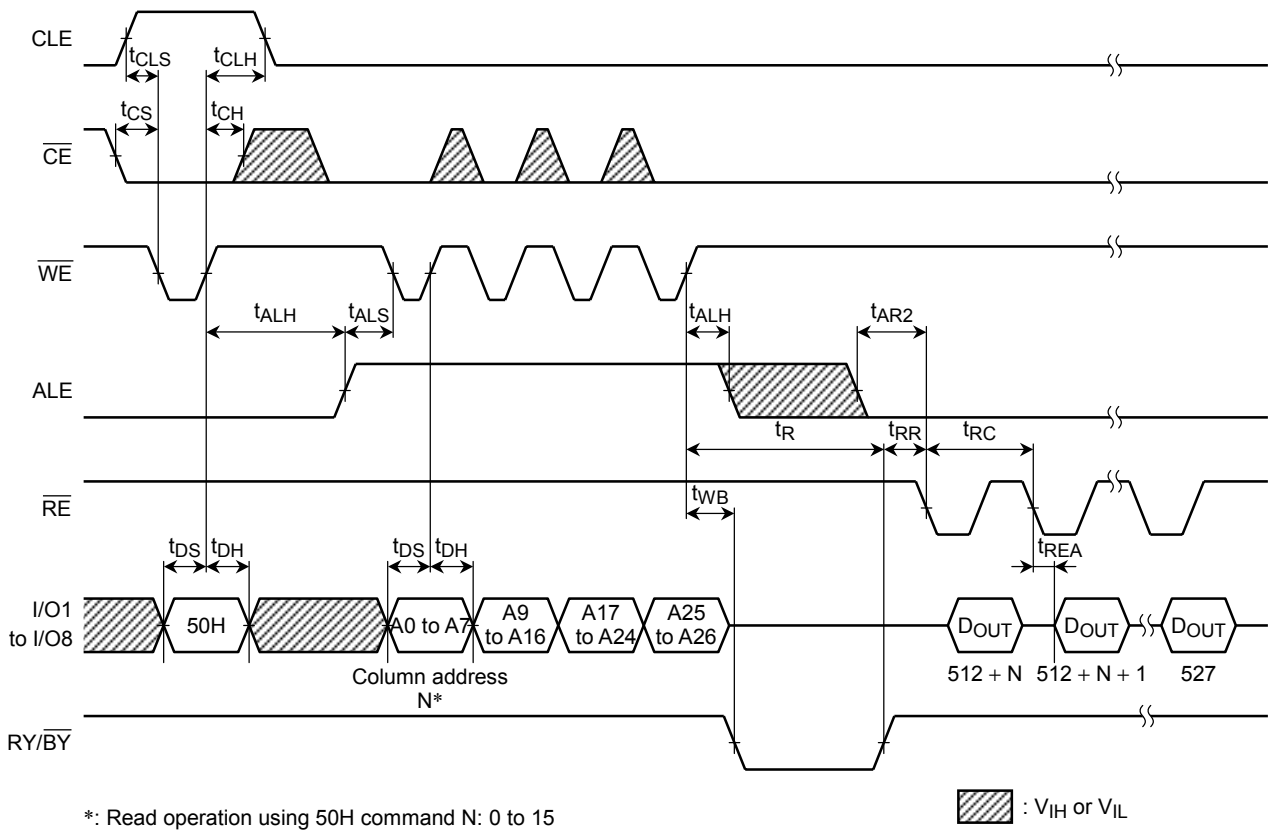 CLE
tCLS
tCLH
tCS
tCH
CE
WE
tALH
tALS
tALH
tAR2
ALE
tR
tRR
tRC
RE
tWB
tDS
tDH
tDS
tDH
tREA
I/O1
to I/O8
50H
A0 to A7
A9
to A16
A17
to A24
A25
to A26
DOUT
DOUT
DOUT
Column address
N*
512 + N
512 + N + 1
527
RY/BY
*: Read operation using 50H command N: 0 to 15
: VIH or VIL